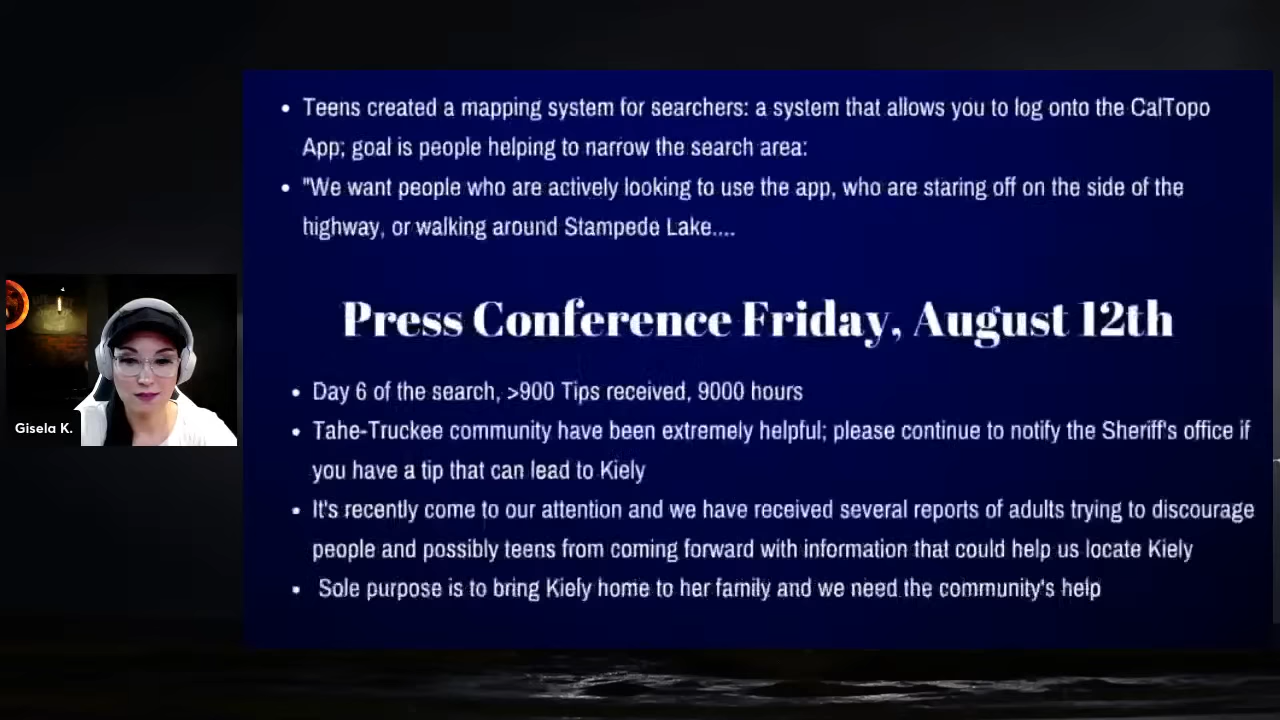 Teens created a mapping system for searchers: a system that allows you to log onto the CalTopo
App; goal is people helping to narrow the search area:
"We want people who are actively looking to use the app, who are staring off on the side of the
highway, or walking around Stampede Lake....
Press Conference Friday, August 12th
Day 6 of the search, >900 Tips received, 9000 hours
Tahe-Truckee community have been extremely helpful; please continue to notify the Sheriff's office if
you have a tip that can lead to Kiely
It's recently come to our attention and we have received several reports of adults trying to discourage
people and possibly teens from coming forward with information that could help us locate Kiely
Sole purpose is to bring Kiely home to her family and we need the community's help
Gisela K.